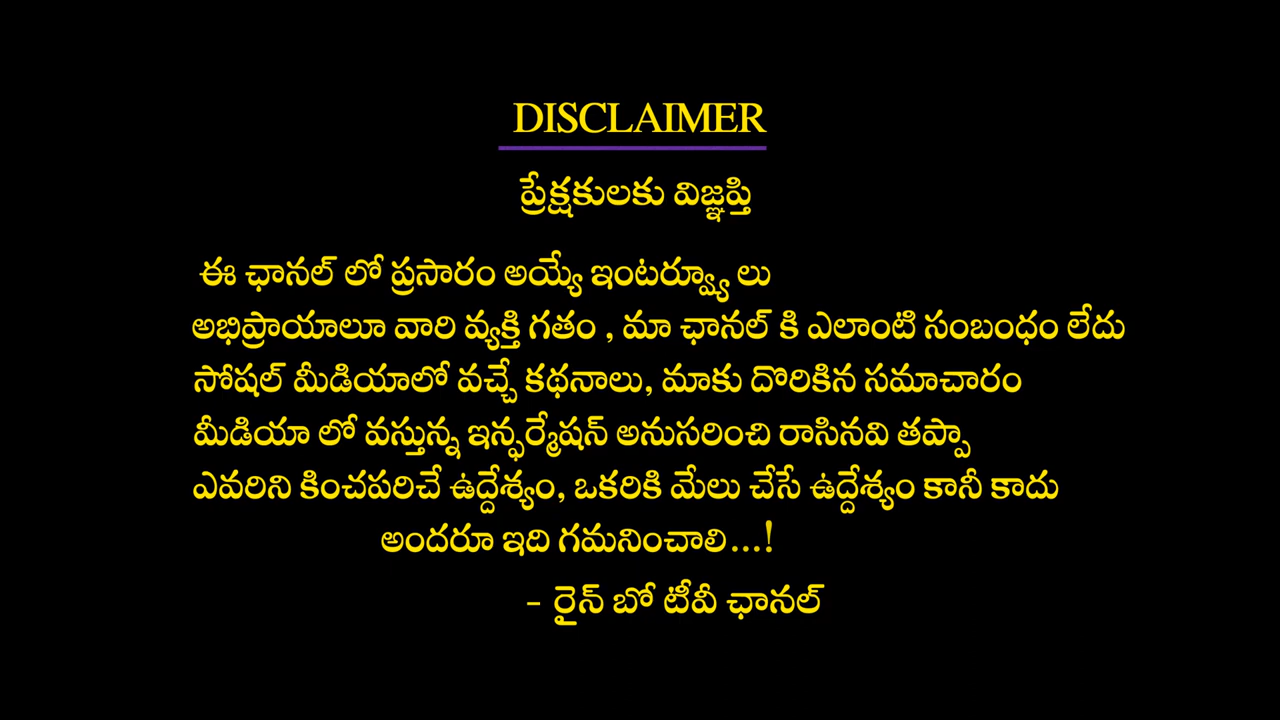 DISCLAIMER
ప్రేక్షకులకు విజ్ఞప్తి
ఈ ఛానల్ లో ప్రసారం అయ్యే ఇంటర్వ్యూ లు
అభిప్రాయాలూ వారి వ్యక్తి గతం , మా ఛానల్ కి ఎలాంటి సంబంధం లేదు
సోషల్ మీడియాలో వచ్చే కథనాలు, మాకు దొరికిన సమాచారం
మీడియా లో వస్తున్న ఇన్ఫర్మేషన్ అనుసరించి రాసినవి తప్పా
ఎవరిని కించపరిచే ఉద్దేశ్యం, ఒకరికి మేలు చేసే ఉద్దేశ్యం కానీ కాదు
అందరూ ఇది గమనించాలి...!
- రైన్ బో టీవీ ఛానల్